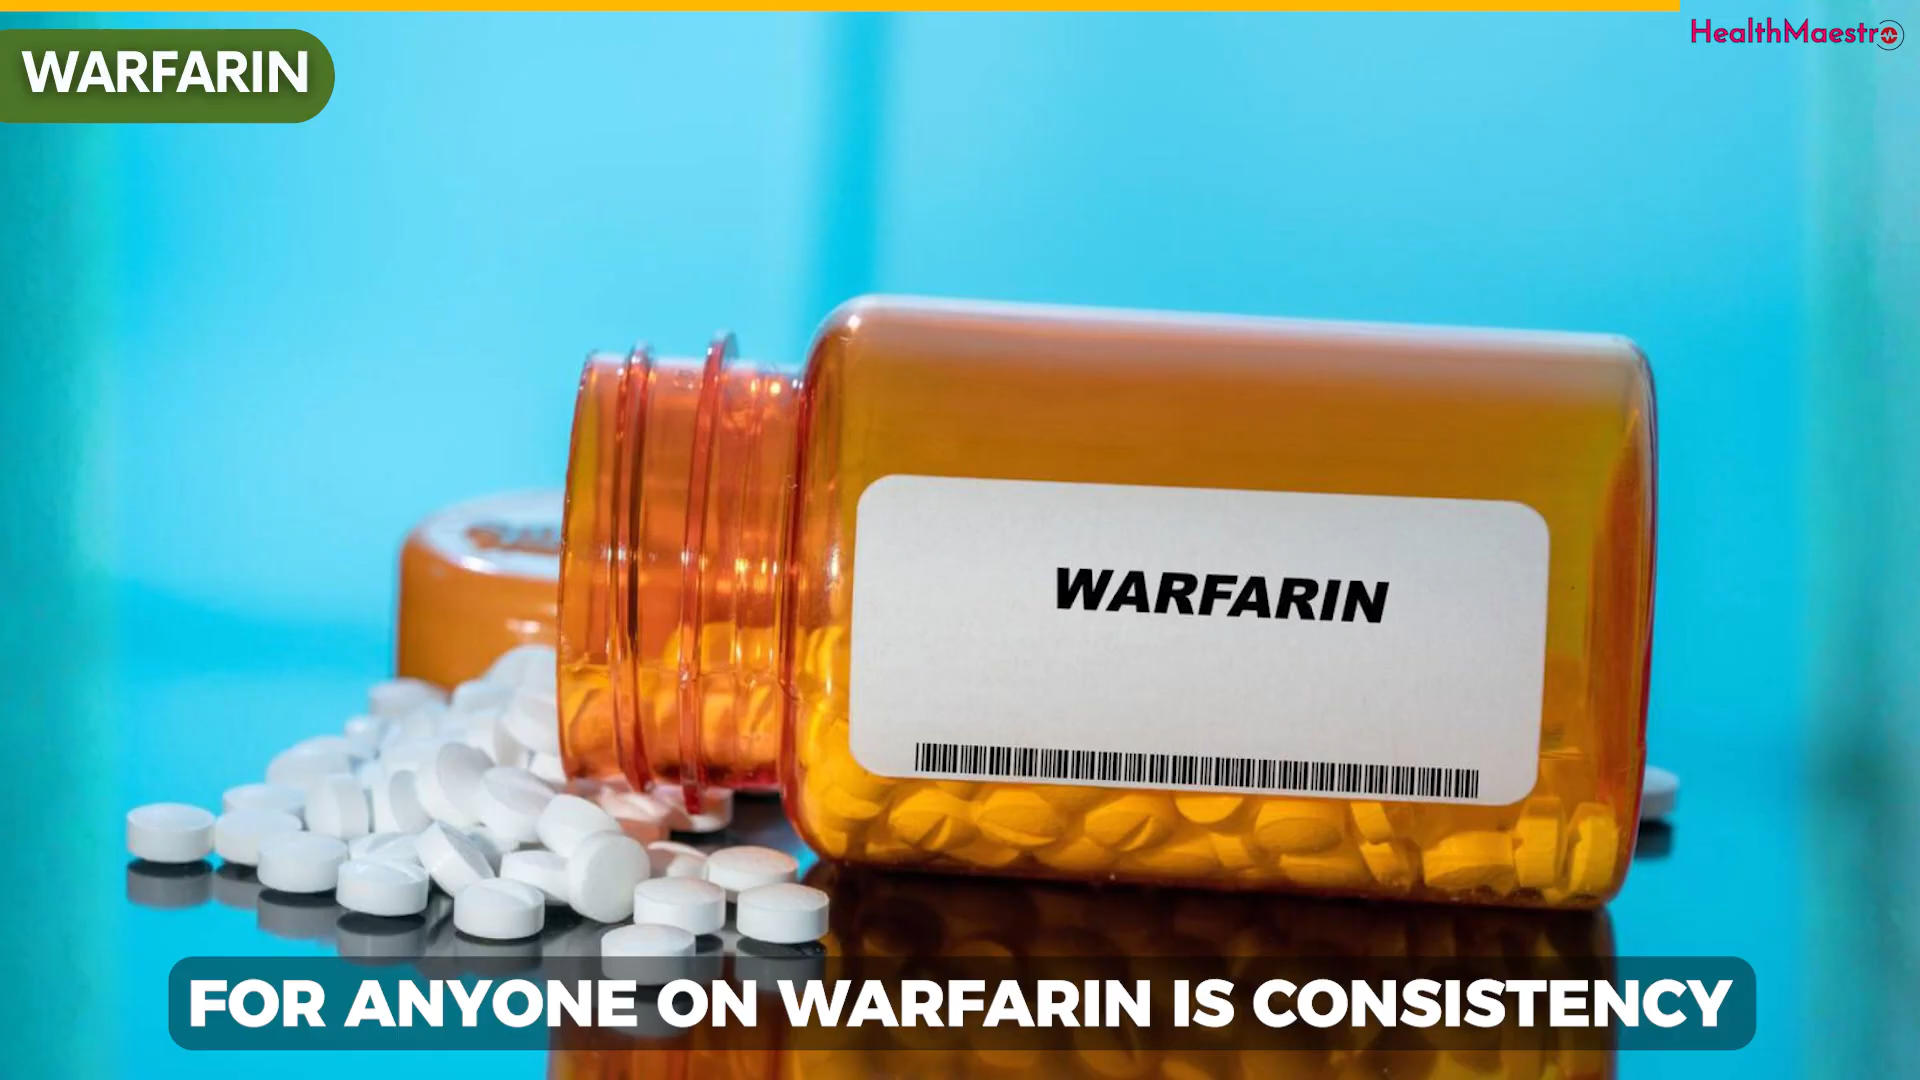 HealthMaestro
WARFARIN
WARFARIN
FOR ANYONE ON WARFARIN IS CONSISTENCY